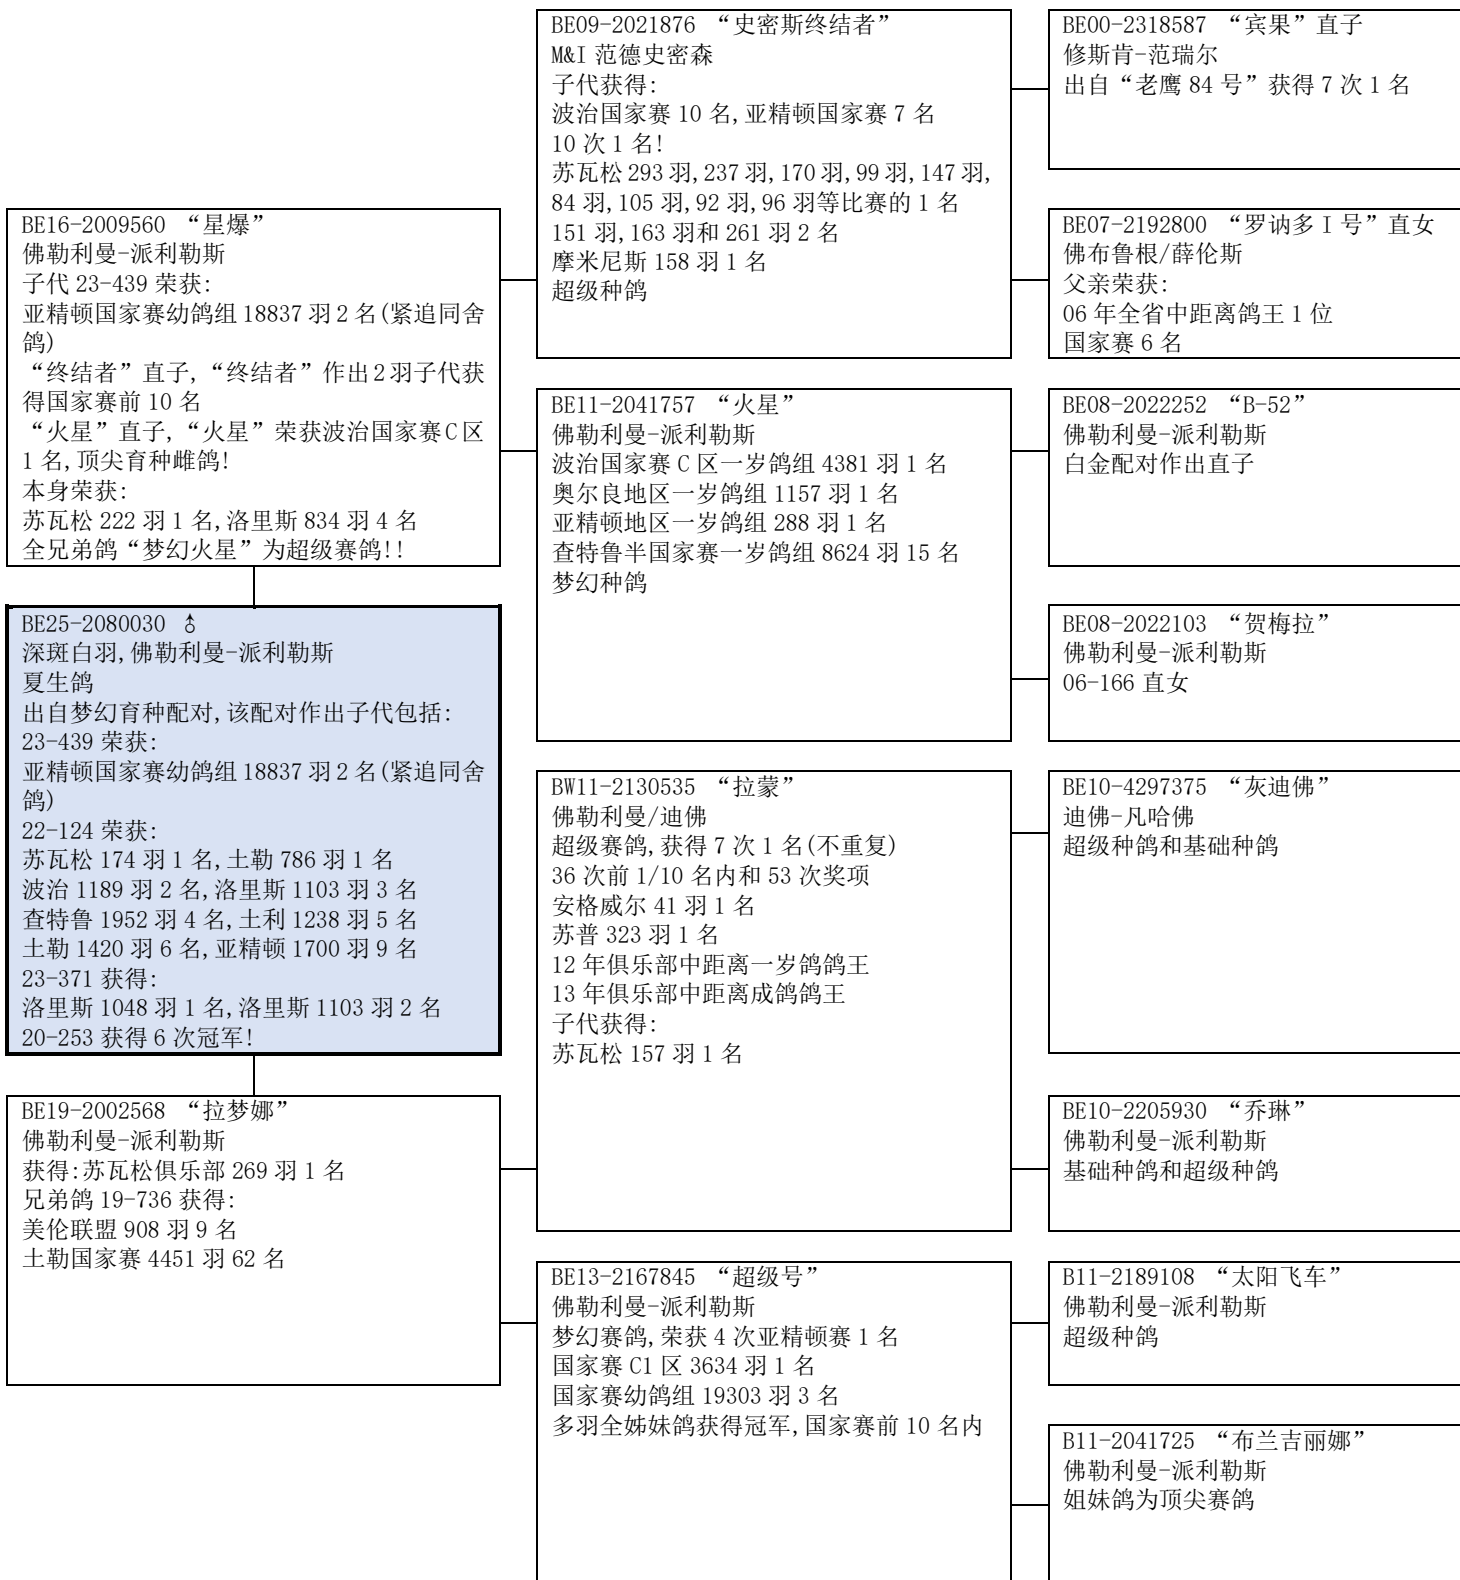 BE16-2009560 “星爆”
佛勒利曼-派利勒斯
子代 23-439 荣获:
亚精顿国家赛幼鸽组 18837 羽 2 名(紧追同舍
鸽)
“终结者”直子,“终结者”作出 2 羽子代获
得国家赛前 10 名
“火星”直子,“火星”荣获波治国家赛 C 区
1 名,顶尖育种雌鸽!
本身荣获:
苏瓦松 222 羽 1 名,洛里斯 834 羽 4 名
全兄弟鸽“梦幻火星”为超级赛鸽!!
BE25-2080030 ♂
深斑白羽,佛勒利曼-派利勒斯
夏生鸽
出自梦幻育种配对,该配对作出子代包括:
23-439 荣获:
亚精顿国家赛幼鸽组 18837 羽 2 名(紧追同舍
鸽)
22-124 荣获:
苏瓦松 174 羽 1 名,土勒 786 羽 1 名
波治 1189 羽 2 名,洛里斯 1103 羽 3 名
查特鲁 1952 羽 4 名,土利 1238 羽 5 名
土勒 1420 羽 6 名,亚精顿 1700 羽 9 名
23-371 获得:
洛里斯 1048 羽 1 名,洛里斯 1103 羽 2 名
20-253 获得 6 次冠军!
BE19-2002568 “拉梦娜”
佛勒利曼-派利勒斯
获得:苏瓦松俱乐部 269 羽 1 名
兄弟鸽 19-736 获得:
美伦联盟 908 羽 9 名
土勒国家赛 4451 羽 62 名
BE09-2021876 “史密斯终结者”
M&I 范德史密森
子代获得:
波治国家赛 10 名,亚精顿国家赛 7 名
10 次 1 名!
苏瓦松 293 羽,237 羽,170 羽,99 羽,147 羽,
84 羽,105 羽,92 羽,96 羽等比赛的 1 名
151 羽,163 羽和 261 羽 2 名
摩米尼斯 158 羽 1 名
超级种鸽
BE11-2041757 “火星”
佛勒利曼-派利勒斯
波治国家赛 C 区一岁鸽组 4381 羽 1 名
奥尔良地区一岁鸽组 1157 羽 1 名
亚精顿地区一岁鸽组 288 羽 1 名
查特鲁半国家赛一岁鸽组 8624 羽 15 名
梦幻种鸽
BW11-2130535 “拉蒙”
佛勒利曼/迪佛
超级赛鸽,获得 7 次 1 名(不重复)
36 次前 1/10 名内和 53 次奖项
安格威尔 41 羽 1 名
苏普 323 羽 1 名
12 年俱乐部中距离一岁鸽鸽王
13 年俱乐部中距离成鸽鸽王
子代获得:
苏瓦松 157 羽 1 名
BE13-2167845 “超级号”
佛勒利曼-派利勒斯
梦幻赛鸽,荣获 4 次亚精顿赛 1 名
国家赛 C1 区 3634 羽 1 名
国家赛幼鸽组 19303 羽 3 名
多羽全姊妹鸽获得冠军,国家赛前 10 名内
BE00-2318587 “宾果”直子
修斯肯-范瑞尔
出自“老鹰 84 号”获得 7 次 1 名
BE07-2192800 “罗讷多 I 号”直女
佛布鲁根/薛伦斯
父亲荣获:
06 年全省中距离鸽王 1 位
国家赛 6 名
BE08-2022252 “B-52”
佛勒利曼-派利勒斯
白金配对作出直子
BE08-2022103 “贺梅拉”
佛勒利曼-派利勒斯
06-166 直女
BE10-4297375 “灰迪佛”
迪佛-凡哈佛
超级种鸽和基础种鸽
BE10-2205930 “乔琳”
佛勒利曼-派利勒斯
基础种鸽和超级种鸽
B11-2189108 “太阳飞车”
佛勒利曼-派利勒斯
超级种鸽
B11-2041725 “布兰吉丽娜”
佛勒利曼-派利勒斯
姐妹鸽为顶尖赛鸽